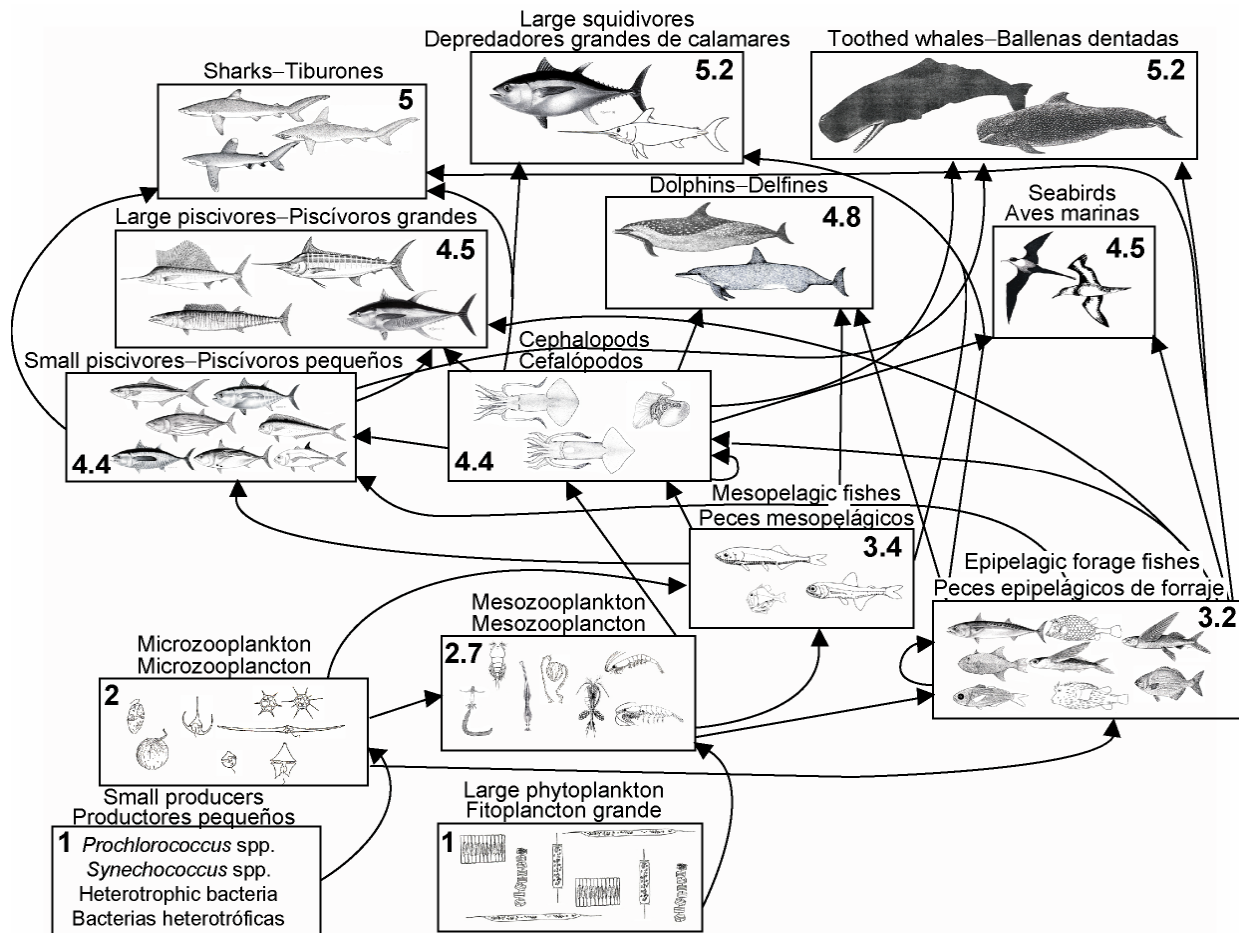 Large squidivores
Depredadores grandes de calamares
5.2
Toothed whales–Ballenas dentadas
5.2
Sharks–Tiburones
5
Dolphins–Delfines
4.8
Seabirds
Aves marinas
4.5
Large piscivores–Piscívoros grandes
4.5
Small piscivores–Piscívoros pequeños
4.4
Cephalopods
Cefalópodos
4.4
Mesopelagic fishes
Peces mesopelágicos
3.4
Epipelagic forage fishes
Peces epipelágicos de forraje
3.2
Mesozooplankton
Mesozooplancton
2.7
Microzooplankton
Microzooplancton
2
Small producers
Productores pequeños
1 Prochlorococcus spp.
Synechococcus spp.
Heterotrophic bacteria
Bacterias heterotróficas
Large phytoplankton
Fitoplancton grande
1